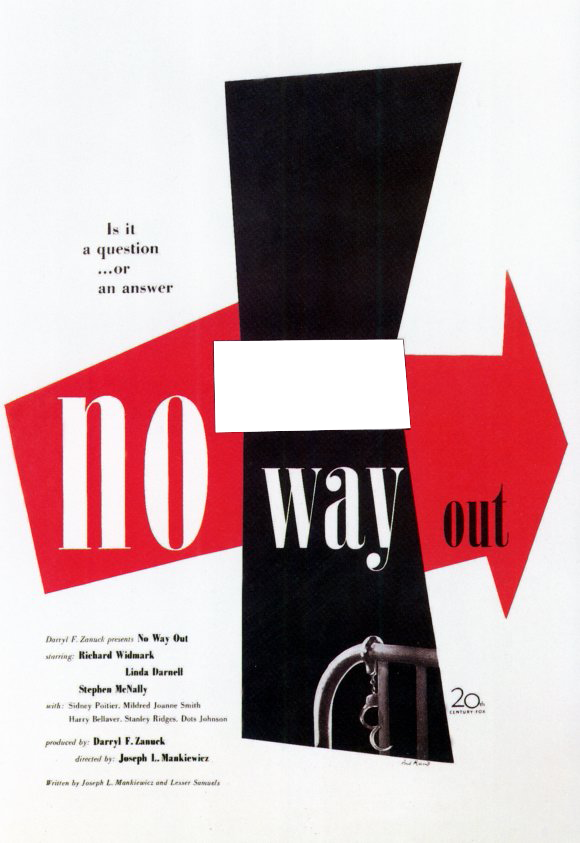 Is it
a question
...or
an answer
no way out
Darryl F. Zanuck presents No Way Out
starring: Richard Widmark
Linda Darnell
Stephen McNally
with: Sidney Poitier, Mildred Joanne Smith
Harry Bellaver, Stanley Ridges, Dots Johnson
produced by: Darryl F. Zanuck
directed by: Joseph L. Mankiewicz
Written by Joseph L. Mankiewicz and Lesser Samuels
20th
CENTURY-FOX